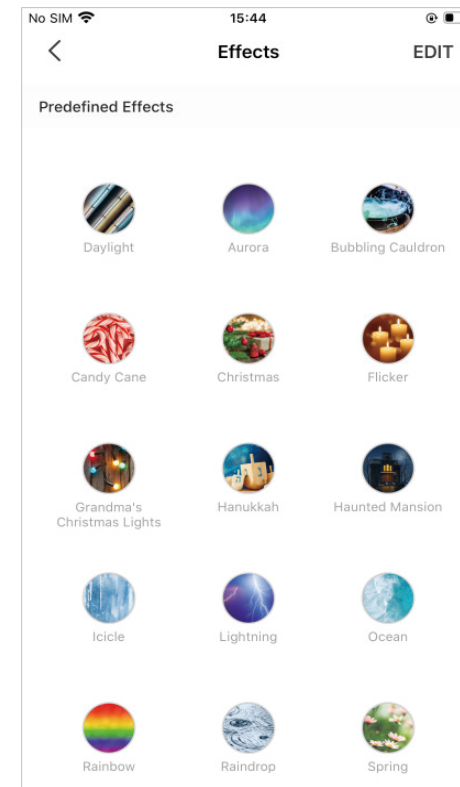 No SIM 15:44
Effects EDIT
Predefined Effects
Daylight Aurora Bubbling Cauldron
Candy Cane Christmas Flicker
Grandma's Hanukkah Haunted Mansion
Christmas Lights
Icicle Lightning Ocean
Rainbow Raindrop Spring